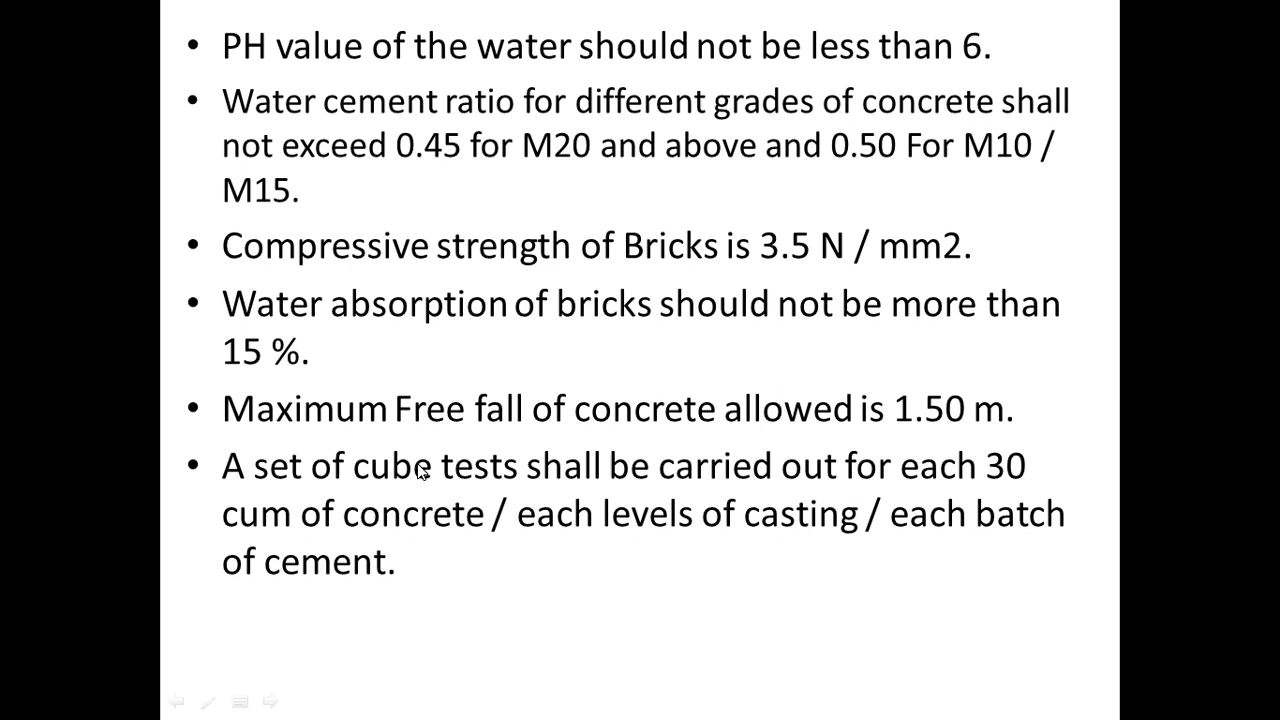 • PH value of the water should not be less than 6.
• Water cement ratio for different grades of concrete shall
not exceed 0.45 for M20 and above and 0.50 For M10 /
M15.
• Compressive strength of Bricks is 3.5 N / mm2.
• Water absorption of bricks should not be more than
15 %.
• Maximum Free fall of concrete allowed is 1.50 m.
• A set of cube tests shall be carried out for each 30
cum of concrete / each levels of casting / each batch
of cement.